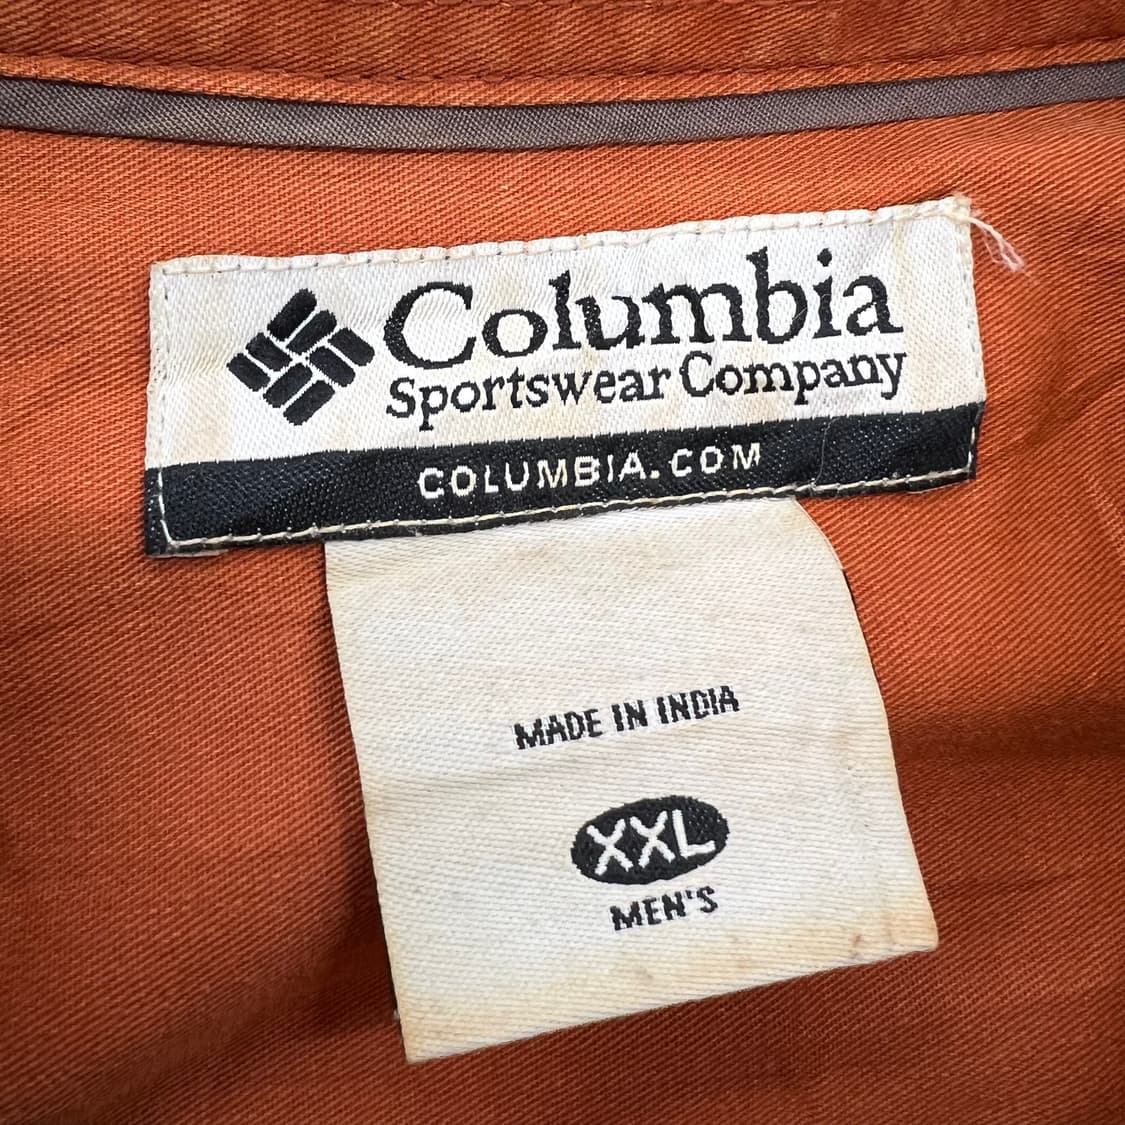 Columbia
Sportswear Company
COLUMBIA.COM
MADE IN INDIA
XXL
MEN'S